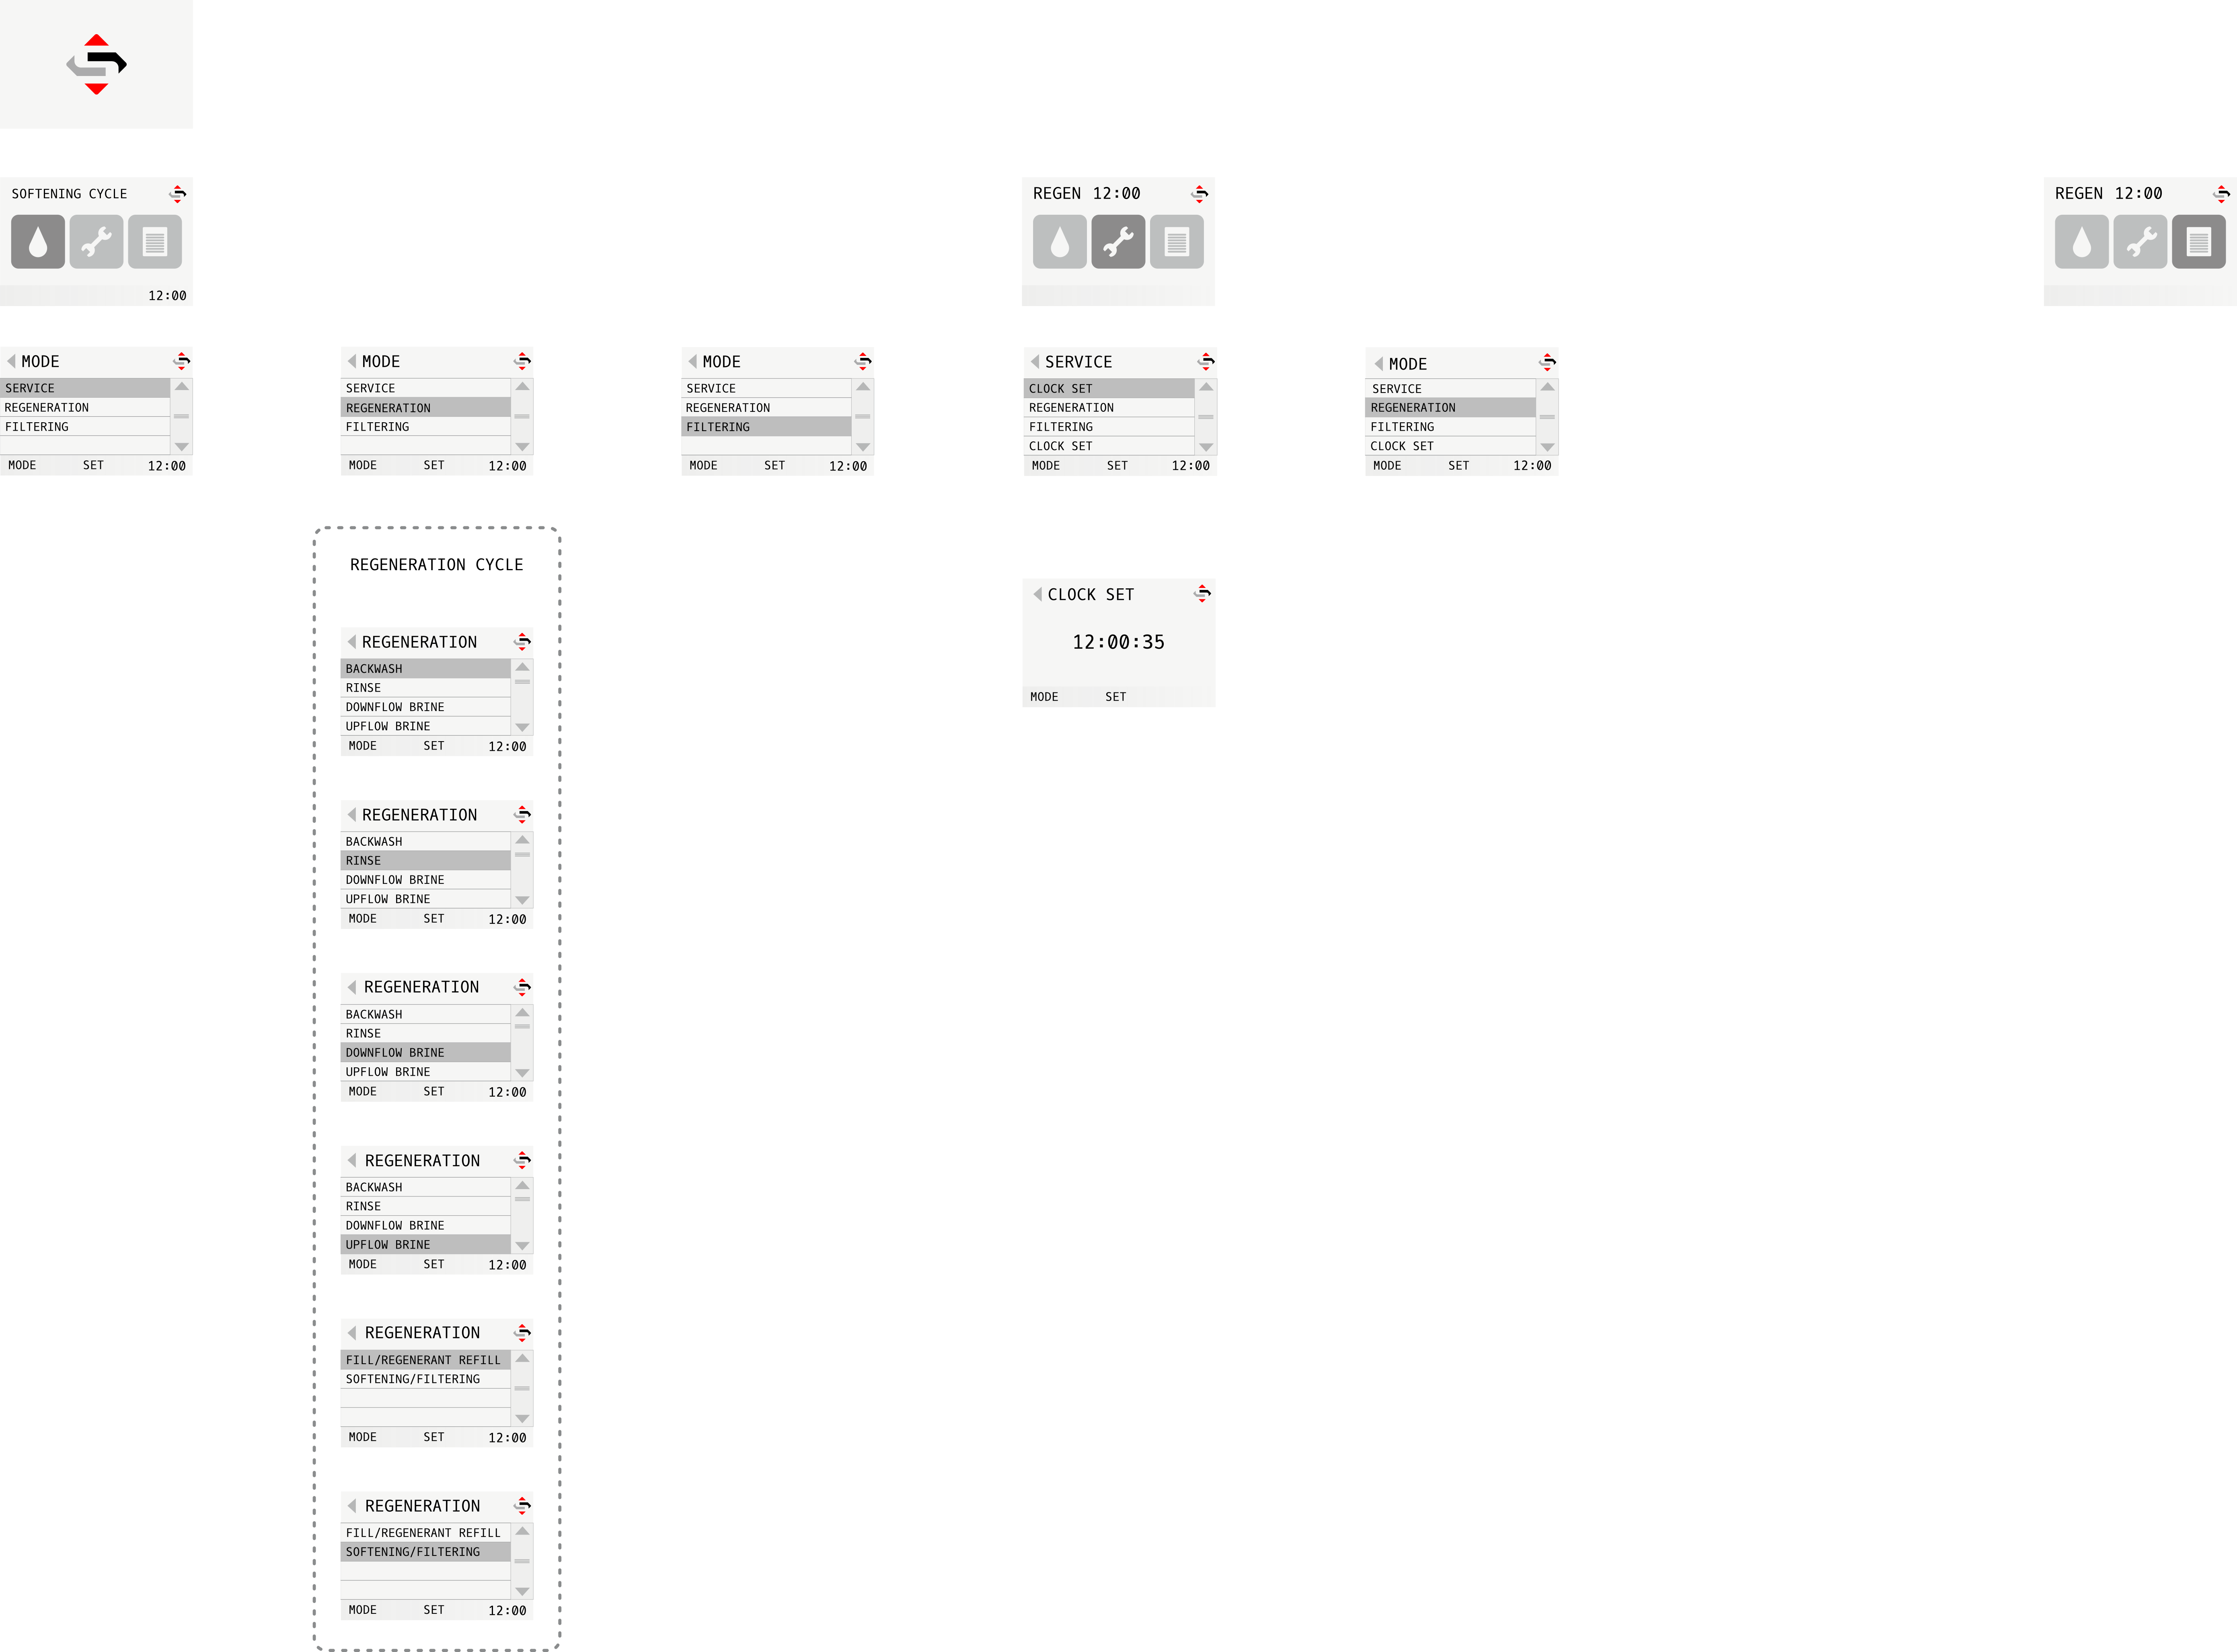 SOFTENING CYCLE
12:00
REGEN 12:00
REGEN 12:00
MODE
SERVICE
REGENERATION
FILTERING
MODE SET 12:00
MODE
SERVICE
REGENERATION
FILTERING
MODE SET 12:00
MODE
SERVICE
REGENERATION
FILTERING
MODE SET 12:00
SERVICE
CLOCK SET
REGENERATION
FILTERING
CLOCK SET
MODE SET 12:00
MODE
SERVICE
REGENERATION
FILTERING
CLOCK SET
MODE SET 12:00
REGENERATION CYCLE
CLOCK SET
12:00:35
MODE SET
REGENERATION
BACKWASH
RINSE
DOWNFLOW BRINE
UPFLOW BRINE
MODE SET 12:00
REGENERATION
BACKWASH
RINSE
DOWNFLOW BRINE
UPFLOW BRINE
MODE SET 12:00
REGENERATION
BACKWASH
RINSE
DOWNFLOW BRINE
UPFLOW BRINE
MODE SET 12:00
REGENERATION
BACKWASH
RINSE
DOWNFLOW BRINE
UPFLOW BRINE
MODE SET 12:00
REGENERATION
FILL/REGENERANT REFILL
SOFTENING/FILTERING
MODE SET 12:00
REGENERATION
FILL/REGENERANT REFILL
SOFTENING/FILTERING
MODE SET 12:00